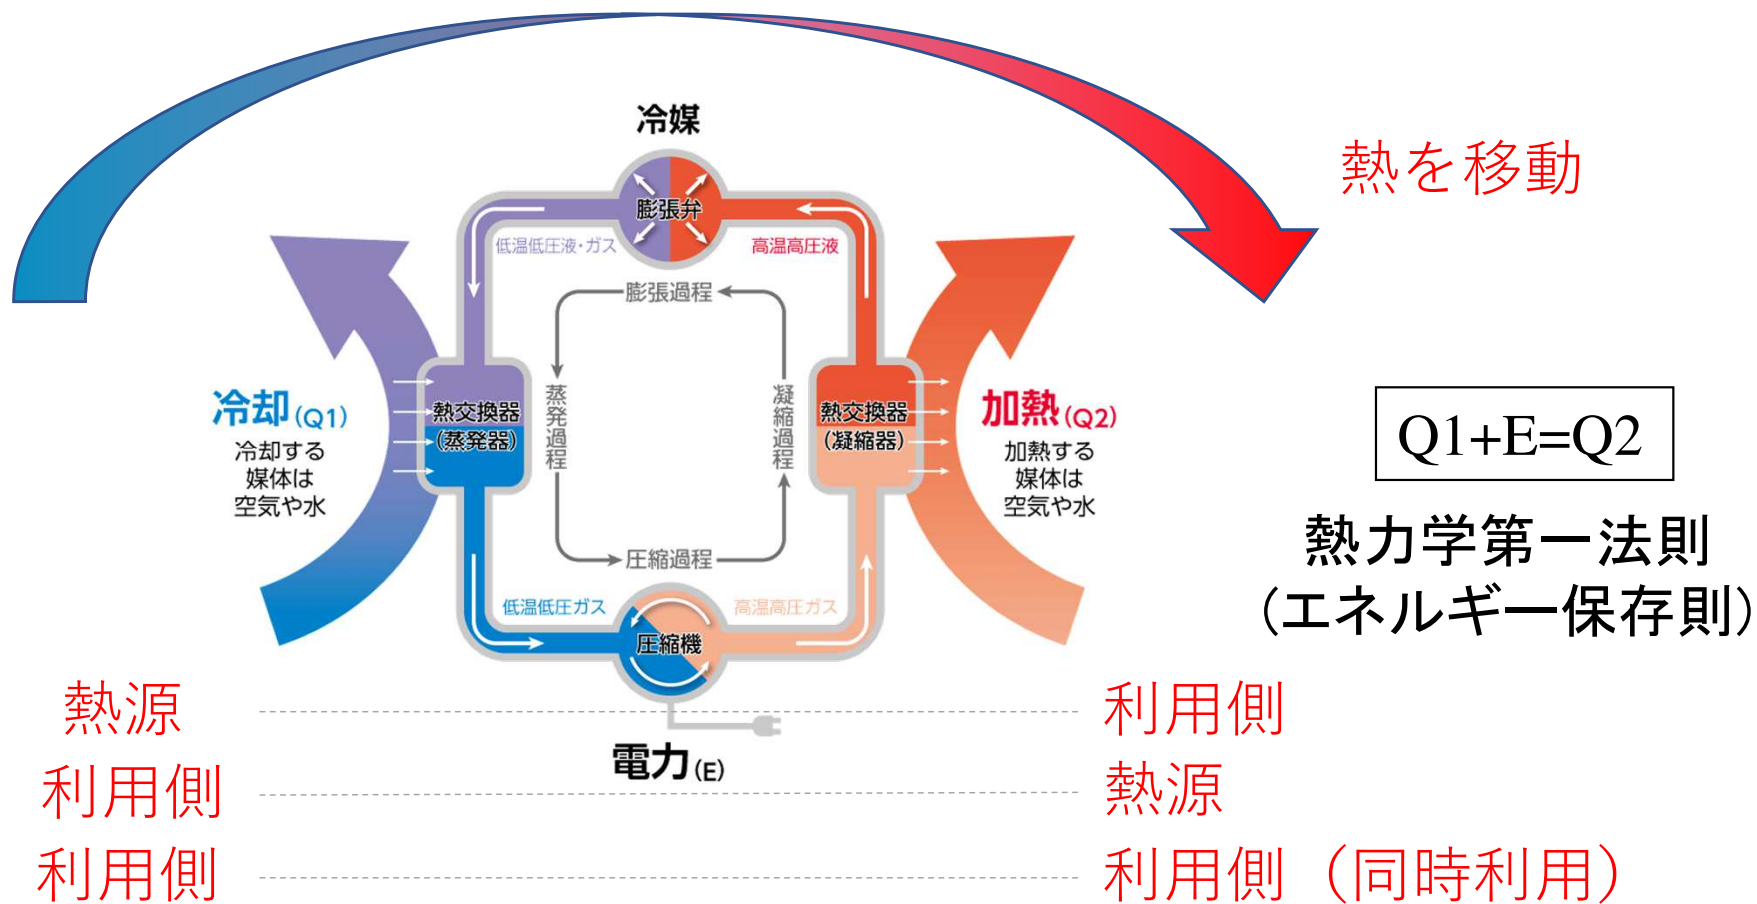 冷媒
熱を移動
膨張弁
低温低圧液・ガス
高温高圧液
膨張過程
冷却(Q1)
冷却する
媒体は
空気や水
熱交換器
(蒸発器)
蒸発過程
凝縮過程
熱交換器
(凝縮器)
加熱(Q2)
加熱する
媒体は
空気や水
Q1+E=Q2
熱力学第一法則
(エネルギー保存則)
圧縮過程
低温低圧ガス
高温高圧ガス
圧縮機
電力(E)
熱源
利用側
利用側
熱源
利用側
利用側（同時利用）